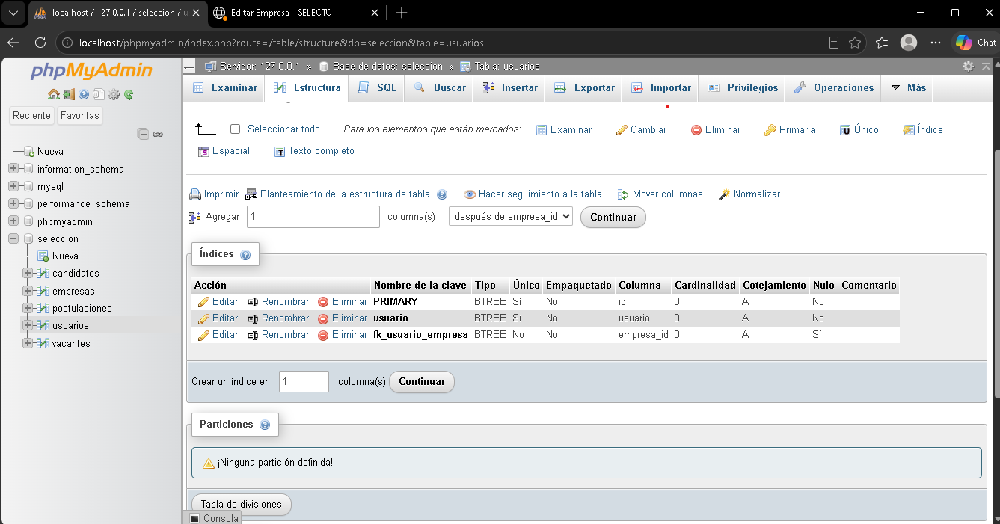 localhost / 127.0.0.1 / seleccion / u
Editar Empresa - SELECTO
localhost/phpmyadmin/index.php?route=/table/structure&db=seleccion&table=usuarios
Chat
phpMyAdmin
Reciente Favoritas
Nueva
information_schema
mysql
performance_schema
phpmyadmin
seleccion
Nueva
candidatos
empresas
postulaciones
usuarios
vacantes
Servidor: 127.0.0.1 » Base de datos: seleccion » Tabla: usuarios
Examinar Estructura SQL Buscar Insertar Exportar Importar Privilegios Operaciones Más
Seleccionar todo Para los elementos que están marcados: Examinar Cambiar Eliminar Primaria Único Índice
Espacial Texto completo
Imprimir Planteamiento de la estructura de tabla Hacer seguimiento a la tabla Mover columnas Normalizar
Agregar 1 columna(s) después de empresa_id Continuar
Índices
Acción Nombre de la clave Tipo Único Empaquetado Columna Cardinalidad Cotejamiento Nulo Comentario
Editar Renombrar Eliminar PRIMARY BTREE Sí No id 0 A No
Editar Renombrar Eliminar usuario BTREE Sí No usuario 0 A No
Editar Renombrar Eliminar fk_usuario_empresa BTREE No No empresa_id 0 A Sí
Crear un índice en 1 columna(s) Continuar
Particiones
¡Ninguna partición definida!
Tabla de divisiones
Consola